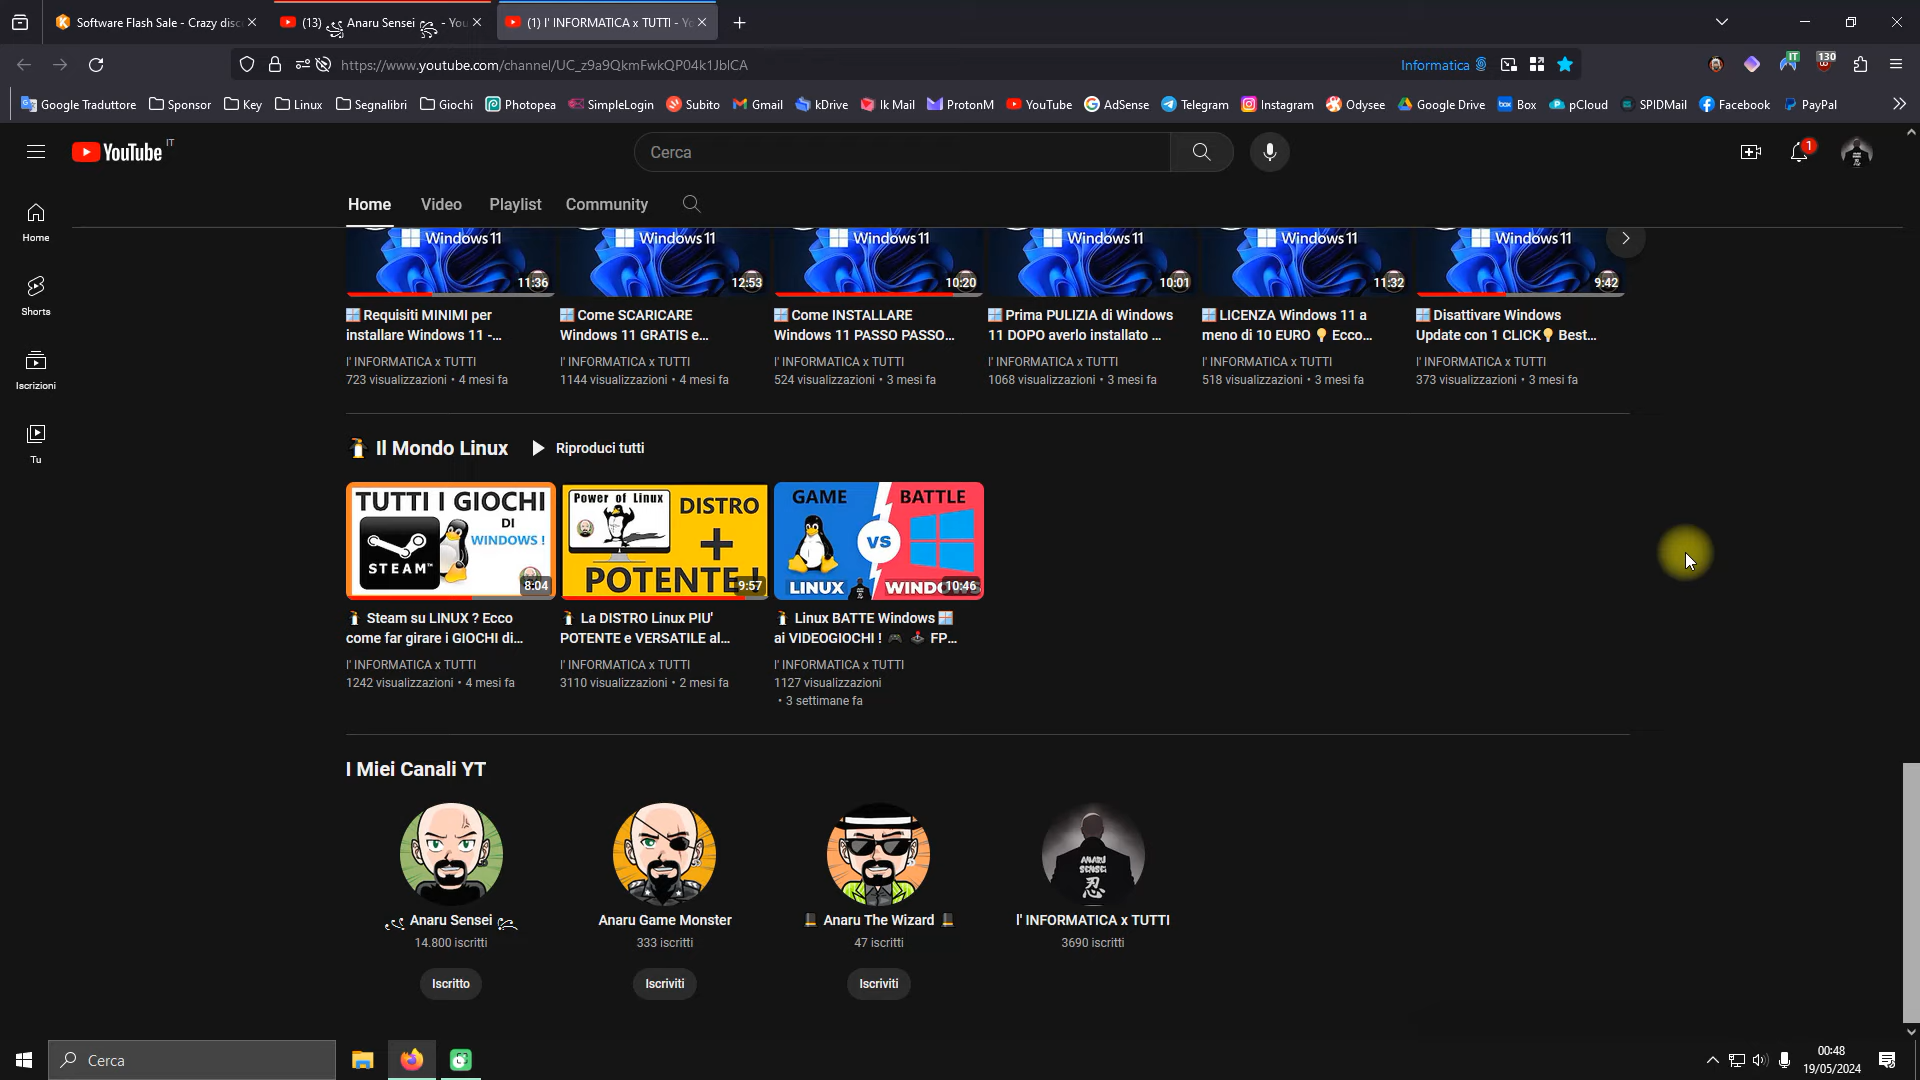 Software Flash Sale - Crazy disc
(13) Anaru Sensei - You
(1) l' INFORMATICA x TUTTI - Yo
https://www.youtube.com/channel/UC_z9a9QkmFwkQP04k1JblCA
Informatica
IT
130
Google Traduttore
Sponsor
Key
Linux
Segnalibri
Giochi
Photopea
SimpleLogin
Subito
Gmail
kDrive
Ik Mail
ProtonM
YouTube
AdSense
Telegram
Instagram
Odysee
Google Drive
Box
pCloud
SPIDMail
Facebook
PayPal
YouTube IT
Cerca
1
Home Video Playlist Community
Home
Shorts
Iscrizioni
Tu
Windows 11 Windows 11 Windows 11 Windows 11 Windows 11 Windows 11
11:36 12:53 10:20 10:01 11:32 9:42
Requisiti MINIMI per
installare Windows 11 -...
l' INFORMATICA x TUTTI
723 visualizzazioni • 4 mesi fa
Come SCARICARE
Windows 11 GRATIS e...
l' INFORMATICA x TUTTI
1144 visualizzazioni • 4 mesi fa
Come INSTALLARE
Windows 11 PASSO PASSO...
l' INFORMATICA x TUTTI
524 visualizzazioni • 3 mesi fa
Prima PULIZIA di Windows
11 DOPO averlo installato ...
l' INFORMATICA x TUTTI
1068 visualizzazioni • 3 mesi fa
LICENZA Windows 11 a
meno di 10 EURO 👇 Ecco...
l' INFORMATICA x TUTTI
518 visualizzazioni • 3 mesi fa
Disattivare Windows
Update con 1 CLICK👇 Best...
l' INFORMATICA x TUTTI
373 visualizzazioni • 3 mesi fa
Il Mondo Linux
Riproduci tutti
TUTTI I GIOCHI
DI
WINDOWS !
STEAM™
8:04
Power of Linux
DISTRO
+
POTENTE !
9:57
GAME BATTLE
VS
LINUX WINDOWS
10:46
🐧 Steam su LINUX ? Ecco
come far girare i GIOCHI di...
l' INFORMATICA x TUTTI
1242 visualizzazioni • 4 mesi fa
🐧 La DISTRO Linux PIU'
POTENTE e VERSATILE al...
l' INFORMATICA x TUTTI
3110 visualizzazioni • 2 mesi fa
🐧 Linux BATTE Windows 🪟
ai VIDEOGIOCHI ! 🎮 🕹️ FP...
l' INFORMATICA x TUTTI
1127 visualizzazioni
• 3 settimane fa
I Miei Canali YT
Anaru Sensei
14.800 iscritti
Iscritto
Anaru Game Monster
333 iscritti
Iscriviti
🎩 Anaru The Wizard 🎩
47 iscritti
Iscriviti
ANARU
SENSEI
忍
l' INFORMATICA x TUTTI
3690 iscritti
Cerca
00:48
19/05/2024